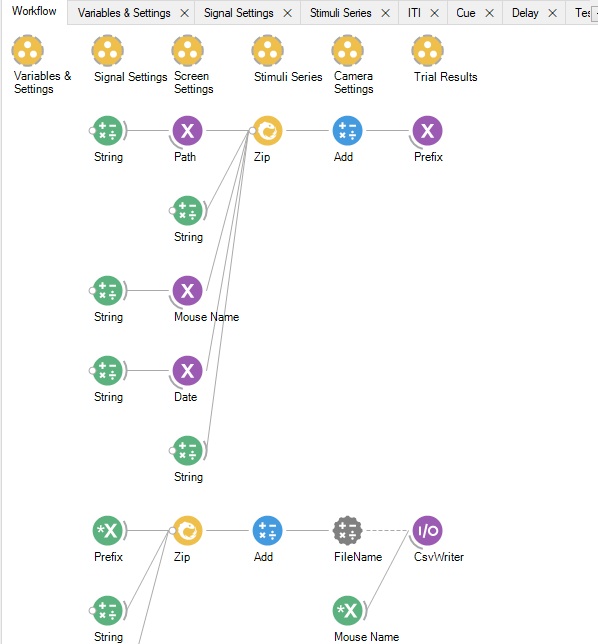 Workflow
Variables & Settings
Signal Settings
Stimuli Series
ITI
Cue
Delay
Variables &
Settings
Signal Settings
Screen
Settings
Stimuli Series
Camera
Settings
Trial Results
String
Path
Zip
Add
Prefix
String
String
Mouse Name
String
Date
String
*X
Prefix
Zip
Add
FileName
I/O
CsvWriter
String
*X
Mouse Name